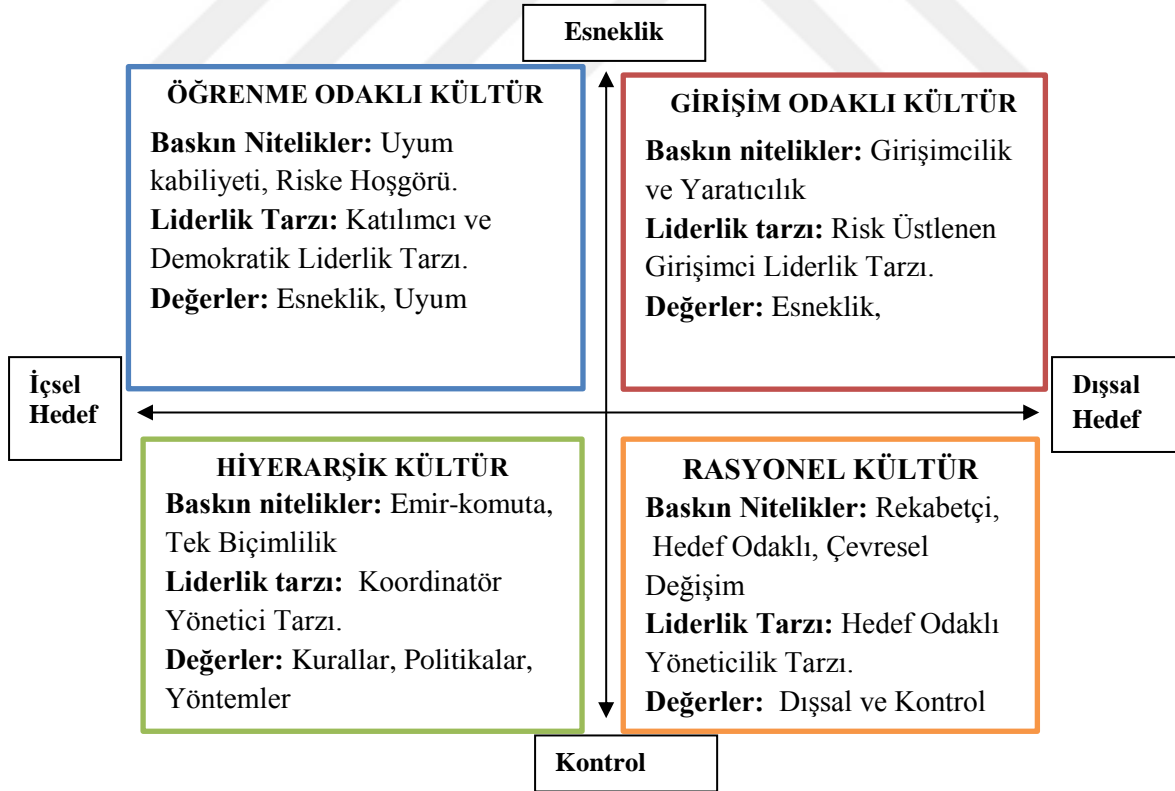 Esneklik
ÖĞRENME ODAKLI KÜLTÜR
Baskın Nitelikler: Uyum
kabiliyeti, Riske Hoşgörü.
Liderlik Tarzı: Katılımcı ve
Demokratik Liderlik Tarzı.
Değerler: Esneklik, Uyum
GİRİŞİM ODAKLI KÜLTÜR
Baskın nitelikler: Girişimcilik
ve Yaratıcılık
Liderlik tarzı: Risk Üstlenen
Girişimci Liderlik Tarzı.
Değerler: Esneklik,
İçsel
Hedef
Dışsal
Hedef
HİYERARŞİK KÜLTÜR
Baskın nitelikler: Emir-komuta,
Tek Biçimlilik
Liderlik tarzı: Koordinatör
Yönetici Tarzı.
Değerler: Kurallar, Politikalar,
Yöntemler
RASYONEL KÜLTÜR
Baskın Nitelikler: Rekabetçi,
Hedef Odaklı, Çevresel
Değişim
Liderlik Tarzı: Hedef Odaklı
Yöneticilik Tarzı.
Değerler: Dışsal ve Kontrol
Kontrol